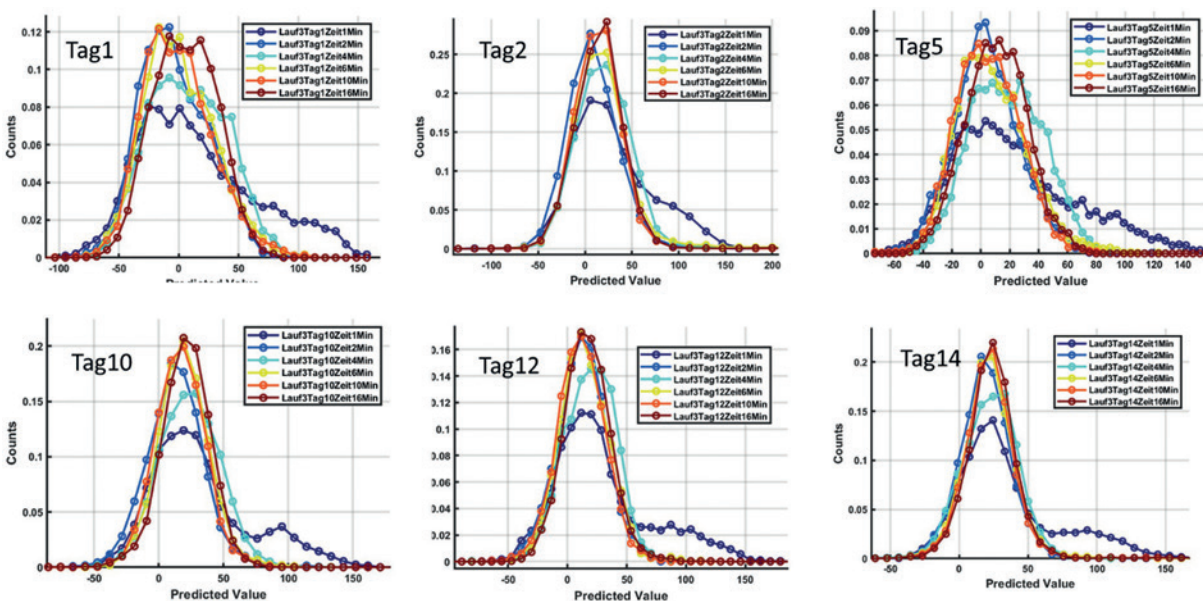 Tag1
Counts
0.12
0.1
0.08
0.06
0.04
0.02
0
-100 -50 0 50 100 150
Predicted Value
Lauf3Tag1Zeit1Min
Lauf3Tag1Zeit2Min
Lauf3Tag1Zeit4Min
Lauf3Tag1Zeit6Min
Lauf3Tag1Zeit10Min
Lauf3Tag1Zeit16Min
Tag2
Counts
0.25
0.2
0.15
0.1
0.05
0
-100 -50 0 50 100 150 200
Predicted Value
Lauf3Tag2Zeit1Min
Lauf3Tag2Zeit2Min
Lauf3Tag2Zeit4Min
Lauf3Tag2Zeit6Min
Lauf3Tag2Zeit10Min
Lauf3Tag2Zeit16Min
Tag5
Counts
0.09
0.08
0.07
0.06
0.05
0.04
0.03
0.02
0.01
0
-60 -40 -20 0 20 40 60 80 100 120 140
Predicted Value
Lauf3Tag5Zeit1Min
Lauf3Tag5Zeit2Min
Lauf3Tag5Zeit4Min
Lauf3Tag5Zeit6Min
Lauf3Tag5Zeit10Min
Lauf3Tag5Zeit16Min
Tag10
Counts
0.2
0.15
0.1
0.05
0
-50 0 50 100 150
Predicted Value
Lauf3Tag10Zeit1Min
Lauf3Tag10Zeit2Min
Lauf3Tag10Zeit4Min
Lauf3Tag10Zeit6Min
Lauf3Tag10Zeit10Min
Lauf3Tag10Zeit16Min
Tag12
Counts
0.16
0.14
0.12
0.1
0.08
0.06
0.04
0.02
0
-50 0 50 100 150
Predicted Value
Lauf3Tag12Zeit1Min
Lauf3Tag12Zeit2Min
Lauf3Tag12Zeit4Min
Lauf3Tag12Zeit6Min
Lauf3Tag12Zeit10Min
Lauf3Tag12Zeit16Min
Tag14
Counts
0.2
0.15
0.1
0.05
0
-50 0 50 100 150
Predicted Value
Lauf3Tag14Zeit1Min
Lauf3Tag14Zeit2Min
Lauf3Tag14Zeit4Min
Lauf3Tag14Zeit6Min
Lauf3Tag14Zeit10Min
Lauf3Tag14Zeit16Min